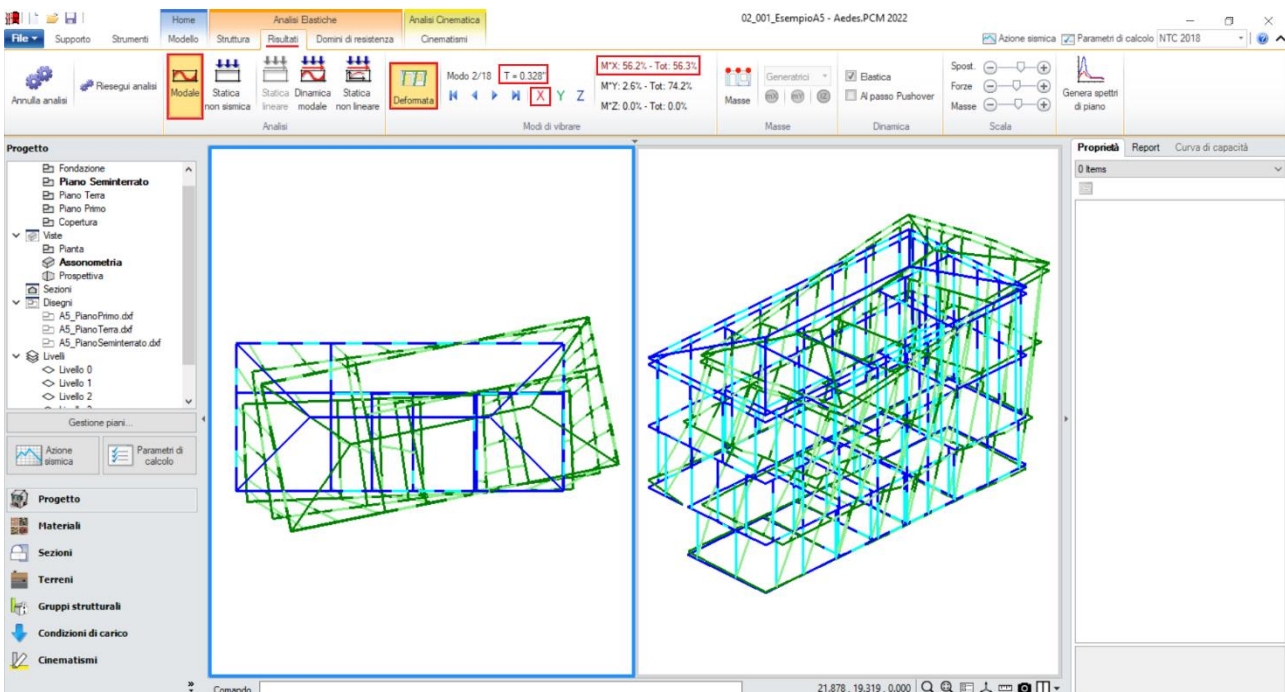 02_001_EsempioA5 - Aedes.PCM 2022
Home
Analisi Elastiche
Analisi Cinematica
File
Supporto
Strumenti
Modello
Struttura
Risultati
Domini di resistenza
Cinematismi
Azione sismica
Parametri di calcolo
NTC 2018
Annulla analisi
Resegui analisi
Modale
Statica non sismica
Statica lineare
Dinamica modale
Statica non lineare
Analisi
Deformata
Modo 2/18
T = 0.328"
X Y Z
M*X: 56.2% - Tot: 56.3%
M*Y: 2.6% - Tot: 74.2%
M*Z: 0.0% - Tot: 0.0%
Modi di vibrare
Masse
Generatrici
Masse
Elastica
Al passo Pushover
Dinamica
Spost.
Forze
Masse
Scala
Genera spettri di piano
Progetto
Fondazione
Piano Seminterrato
Piano Terra
Piano Primo
Copertura
Viste
Pianta
Assonometria
Prospettiva
Sezioni
Disegni
A5_PianoPrimo.dxf
A5_PianoTerra.dxf
A5_PianoSeminterrato.dxf
Livelli
Livello 0
Livello 1
Livello 2
Gestione piani...
Azione sismica
Parametri di calcolo
Progetto
Materiali
Sezioni
Terreni
Gruppi strutturali
Condizioni di carico
Cinematismi
Proprietà
Report
Curva di capacità
0 Items
Comando
21.878 , 19.319 , 0.000